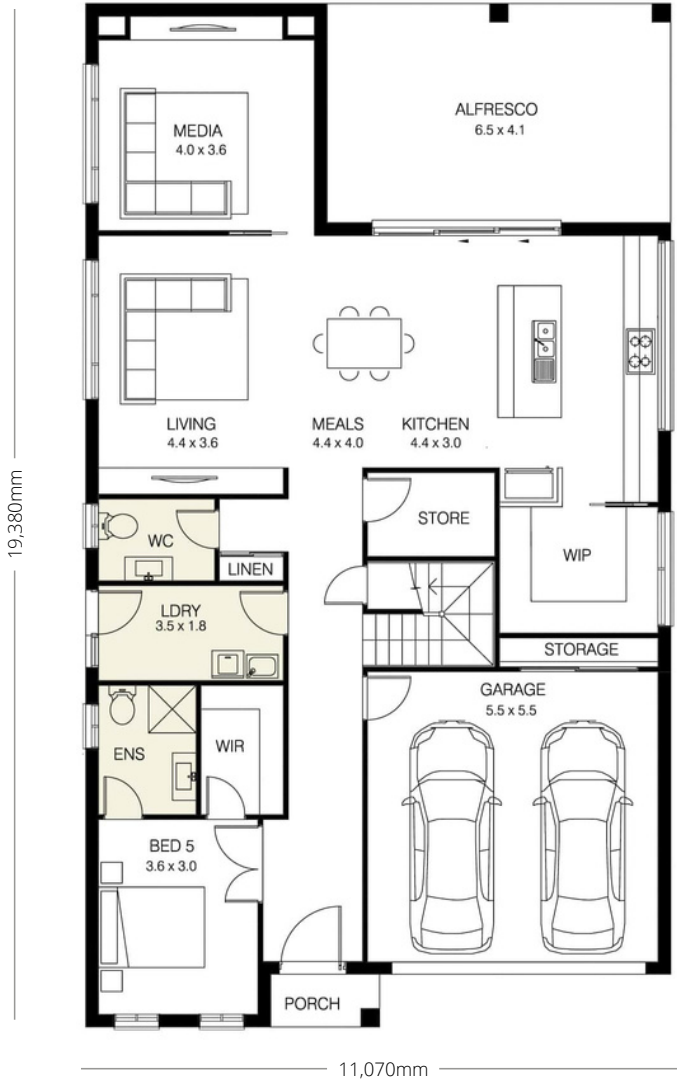 ALFRESCO
6.5 x 4.1
MEDIA
4.0 x 3.6
LIVING
4.4 x 3.6
MEALS
4.4 x 4.0
KITCHEN
4.4 x 3.0
19,380mm
STORE
WC
LINEN
WIP
LDRY
3.5 x 1.8
STORAGE
GARAGE
5.5 x 5.5
ENS
WIR
BED 5
3.6 x 3.0
PORCH
11,070mm